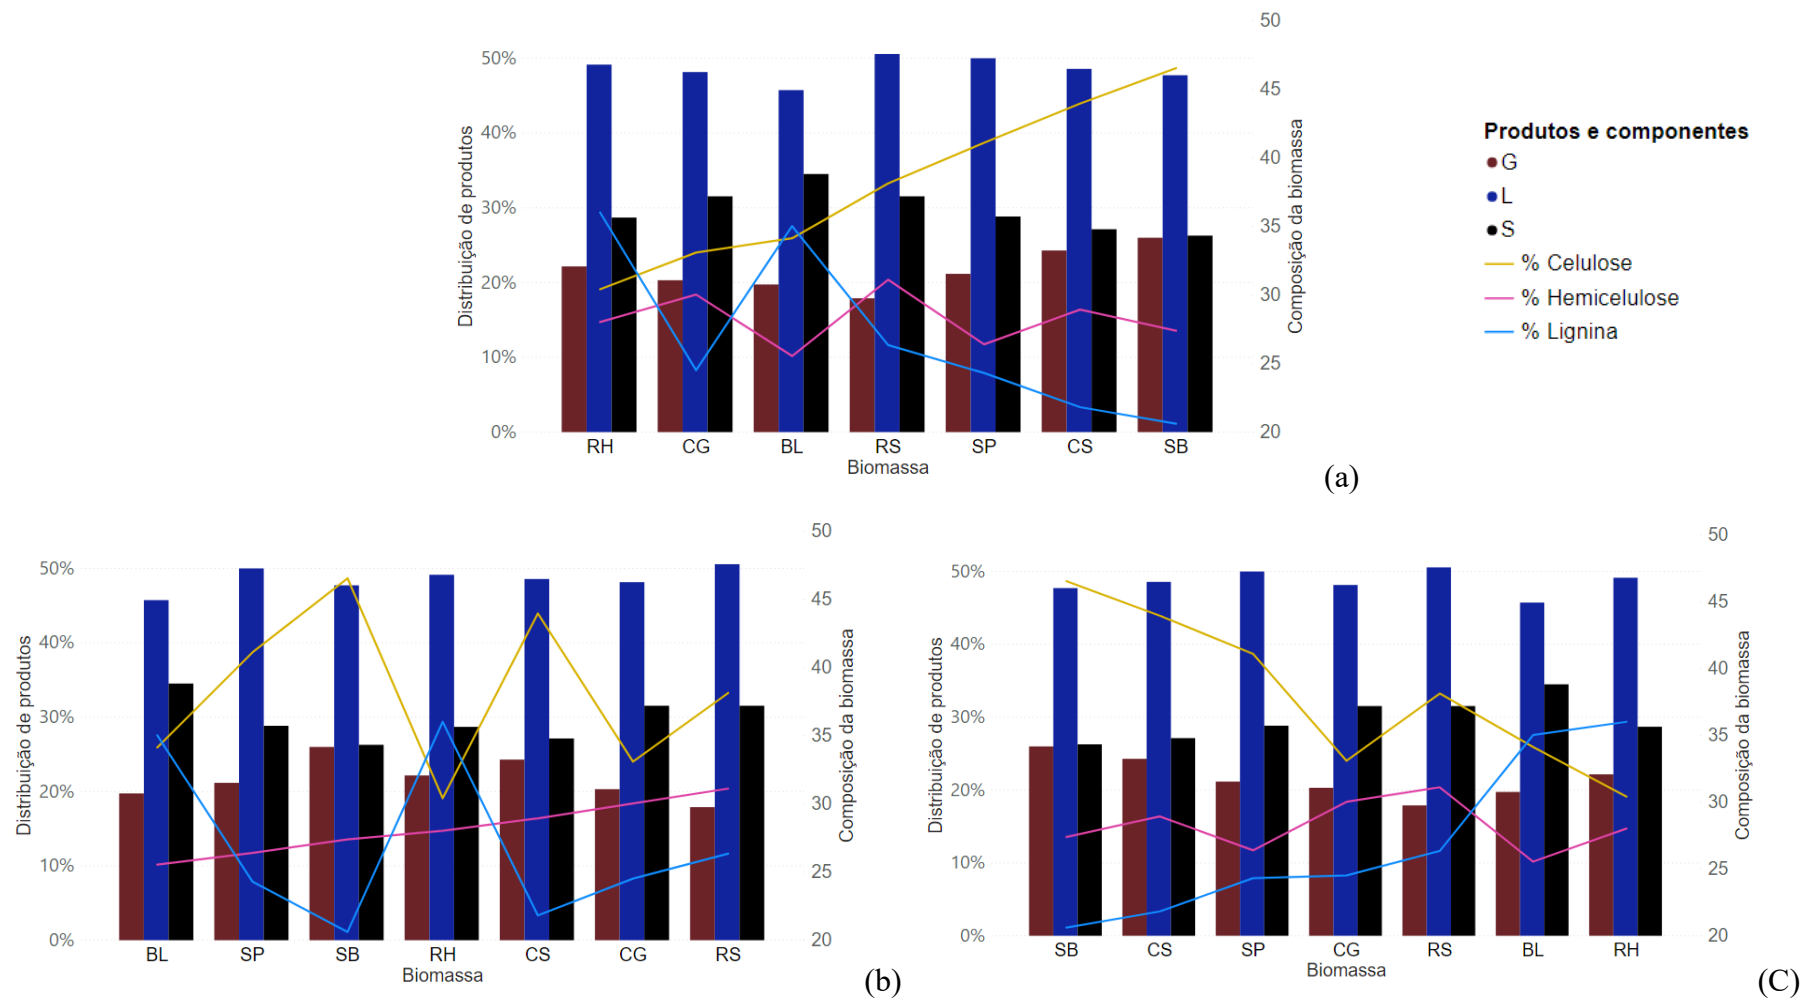 50
50%
45
40%
40
30%
35
20%
30
10%
25
0%
20
Distribuição de produtos
Composição da biomassa
RH CG BL RS SP CS SB
Biomassa
(a)
Produtos e componentes
G
L
S
% Celulose
% Hemicelulose
% Lignina
50
50%
45
40%
40
30%
35
20%
30
10%
25
0%
20
Distribuição de produtos
Composição da biomassa
BL SP SB RH CS CG RS
Biomassa
(b)
50
50%
45
40%
40
30%
35
20%
30
10%
25
0%
20
Distribuição de produtos
Composição da biomassa
SB CS SP CG RS BL RH
Biomassa
(C)